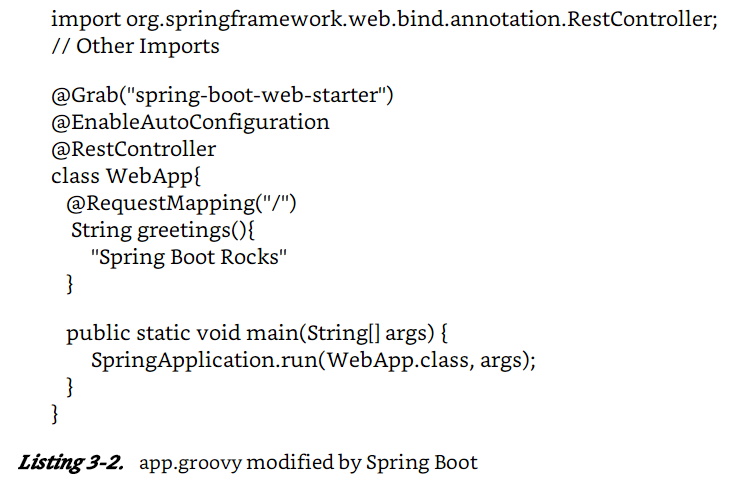 import org.springframework.web.bind.annotation.RestController;
// Other Imports
@Grab("spring-boot-web-starter")
@EnableAutoConfiguration
@RestController
class WebApp{
@RequestMapping("/")
String greetings(){
"Spring Boot Rocks"
}
public static void main(String[] args) {
SpringApplication.run(WebApp.class, args);
}
}
Listing 3-2. app.groovy modified by Spring Boot